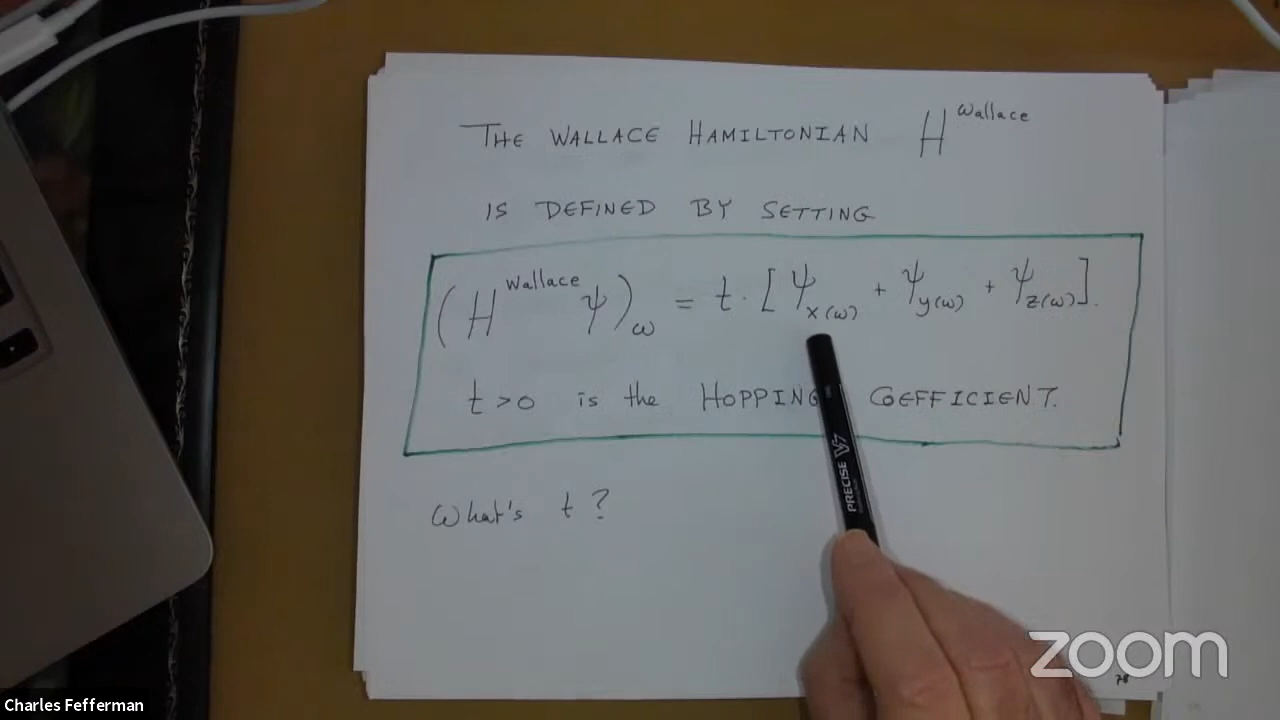 THE WALLACE HAMILTONIAN H^Wallace
IS DEFINED BY SETTING
(H^Wallace ψ)_ω = t · [ψ_x(ω) + ψ_y(ω) + ψ_z(ω)].
t > 0 is the HOPPING COEFFICIENT.
What's t ?
PRECISE V7
zoom
78
Charles Fefferman